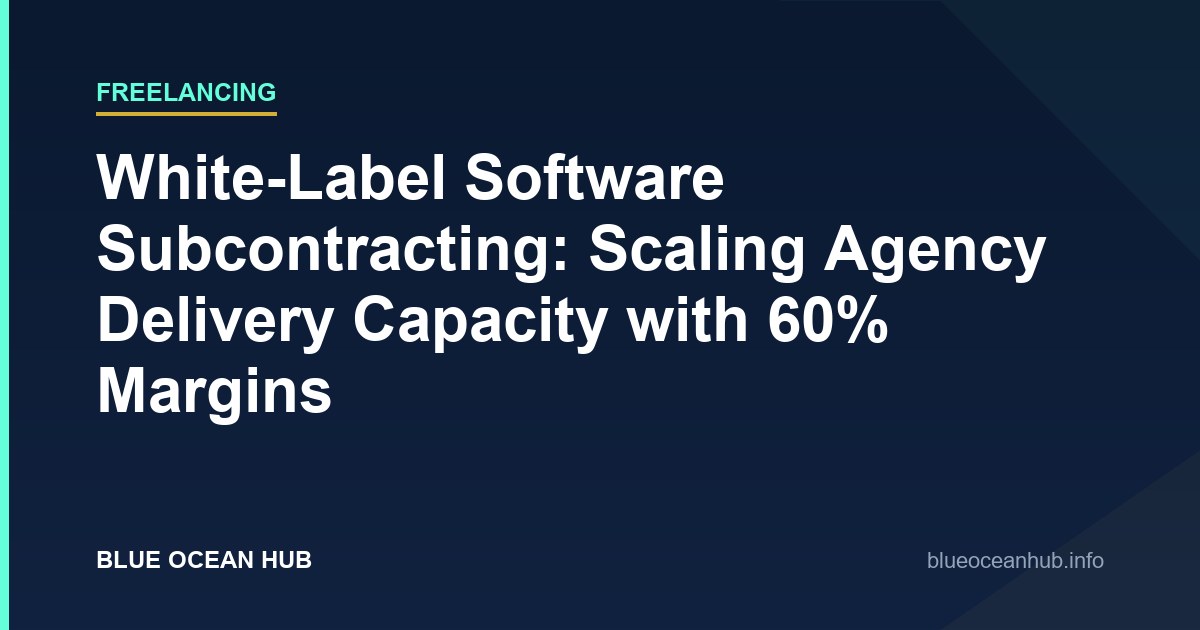 FREELANCING
White-Label Software
Subcontracting: Scaling Agency
Delivery Capacity with 60%
Margins
BLUE OCEAN HUB
blueoceanhub.info